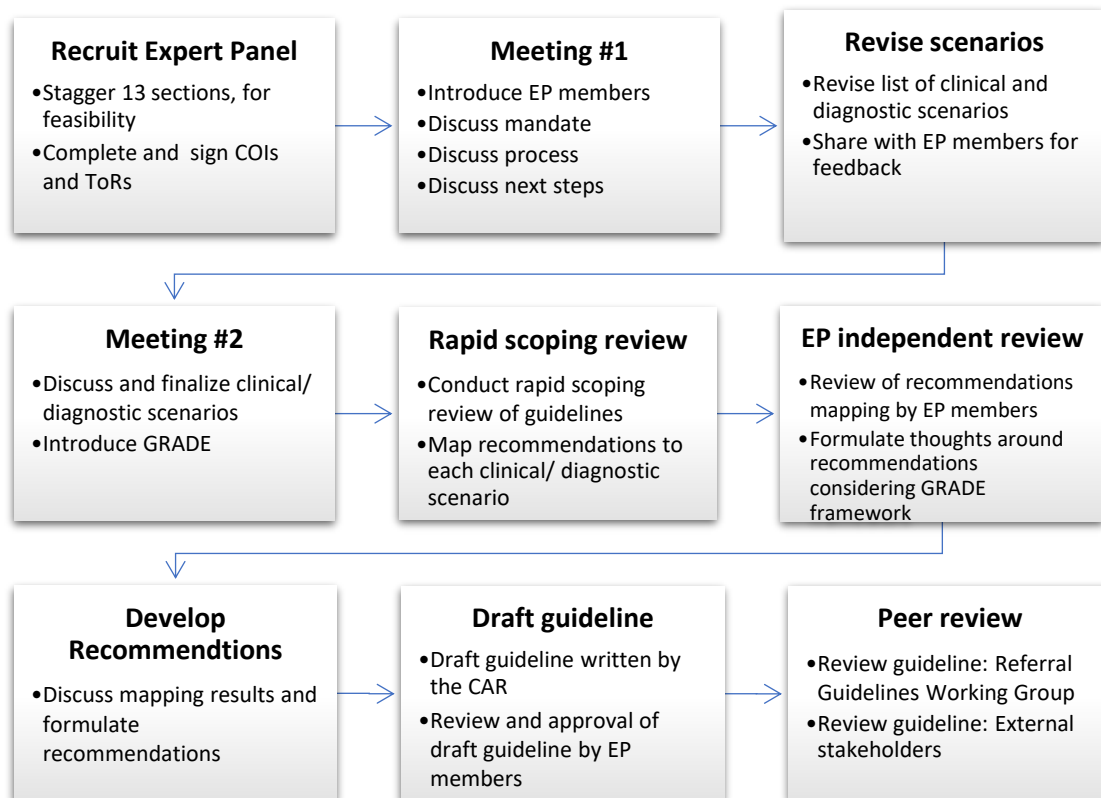 Recruit Expert Panel
•Stagger 13 sections, for
feasibility
•Complete and  sign COIs
and ToRs
Meeting #1
•Introduce EP members
•Discuss mandate
•Discuss process
•Discuss next steps
Revise scenarios
•Revise list of clinical and
diagnostic scenarios
•Share with EP members for
feedback
Meeting #2
•Discuss and finalize clinical/
diagnostic scenarios
•Introduce GRADE
Rapid scoping review
•Conduct rapid scoping
review of guidelines
•Map recommendations to
each clinical/ diagnostic
scenario
EP independent review
•Review of recommendations
mapping by EP members
•Formulate thoughts around
recommendations
considering GRADE
framework
Develop
Recommendtions
•Discuss mapping results and
formulate
recommendations
Draft guideline
•Draft guideline written by
the CAR
•Review and approval of
draft guideline by EP
members
Peer review
•Review guideline: Referral
Guidelines Working Group
•Review guideline: External
stakeholders